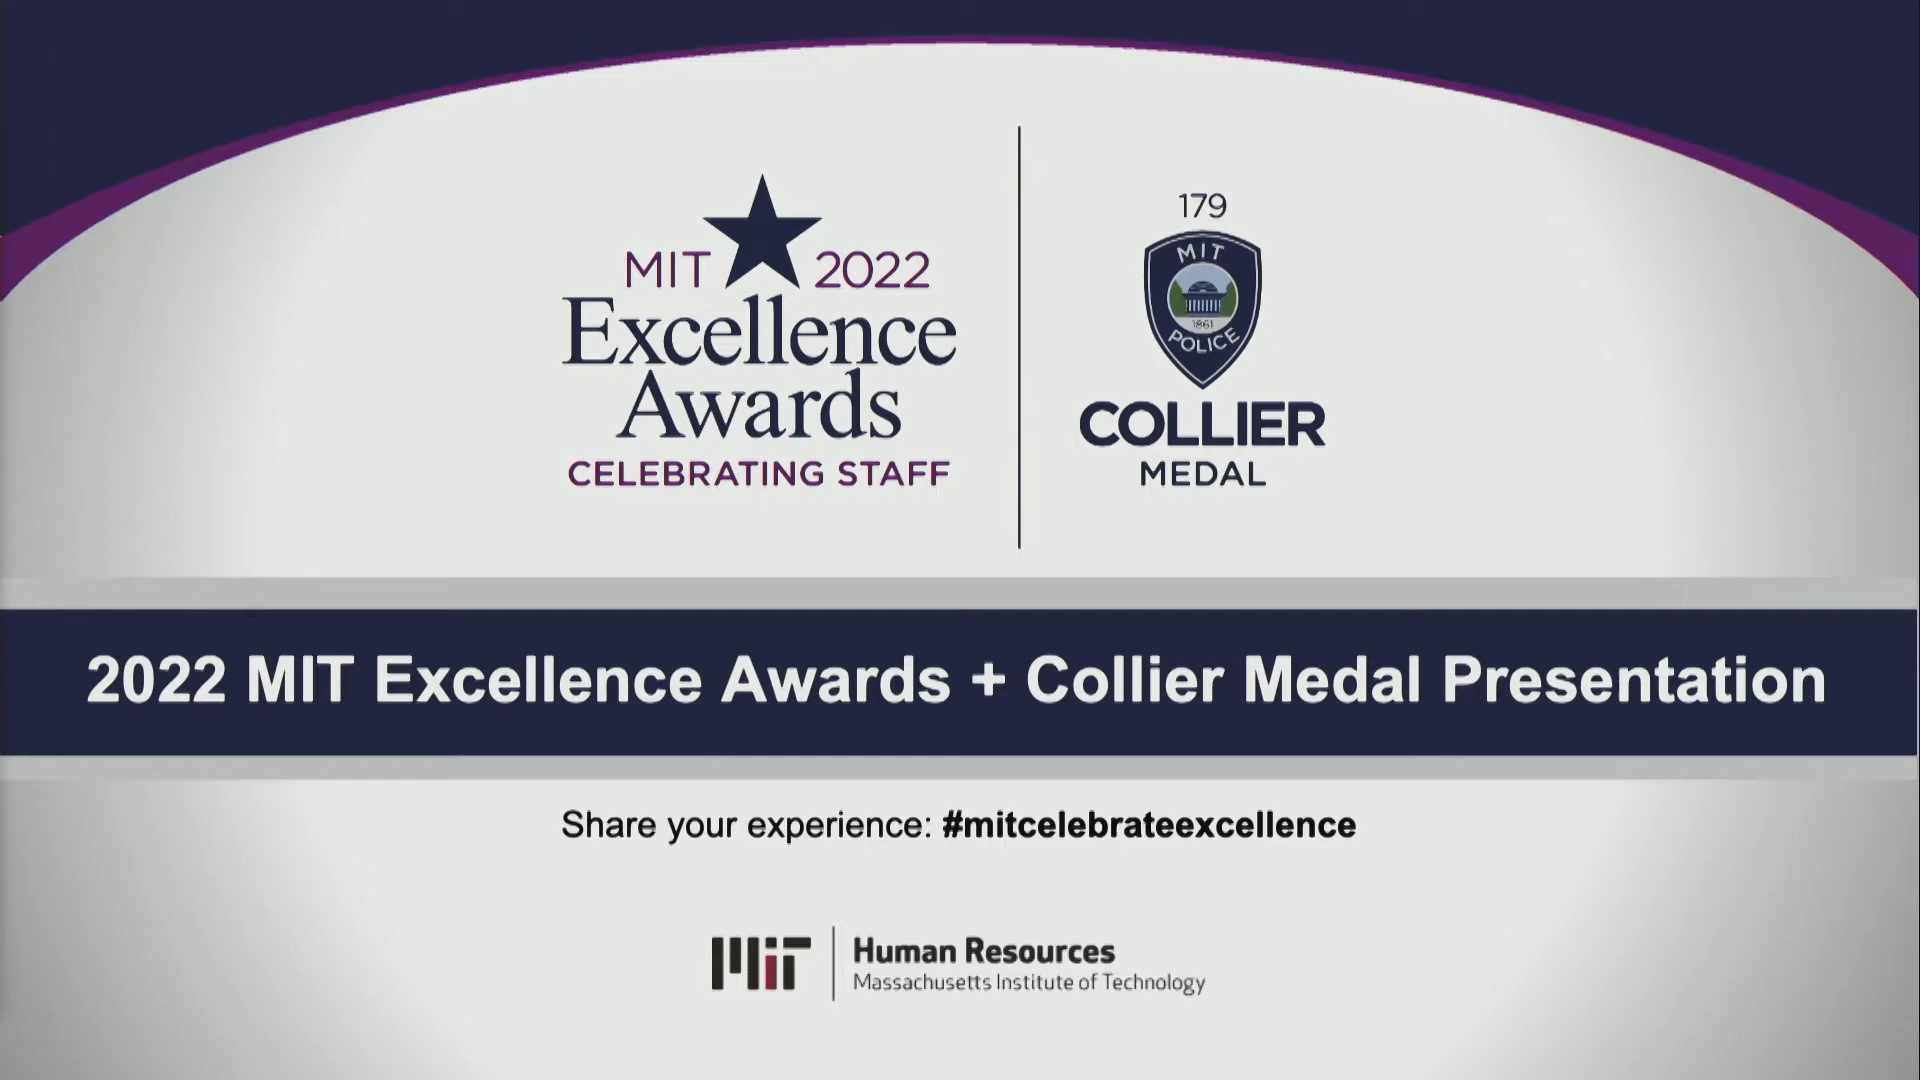 MIT 2022
Excellence
Awards
CELEBRATING STAFF
179
MIT
1861
POLICE
COLLIER
MEDAL
2022 MIT Excellence Awards + Collier Medal Presentation
Share your experience: #mitcelebrateexcellence
MIT
Human Resources
Massachusetts Institute of Technology